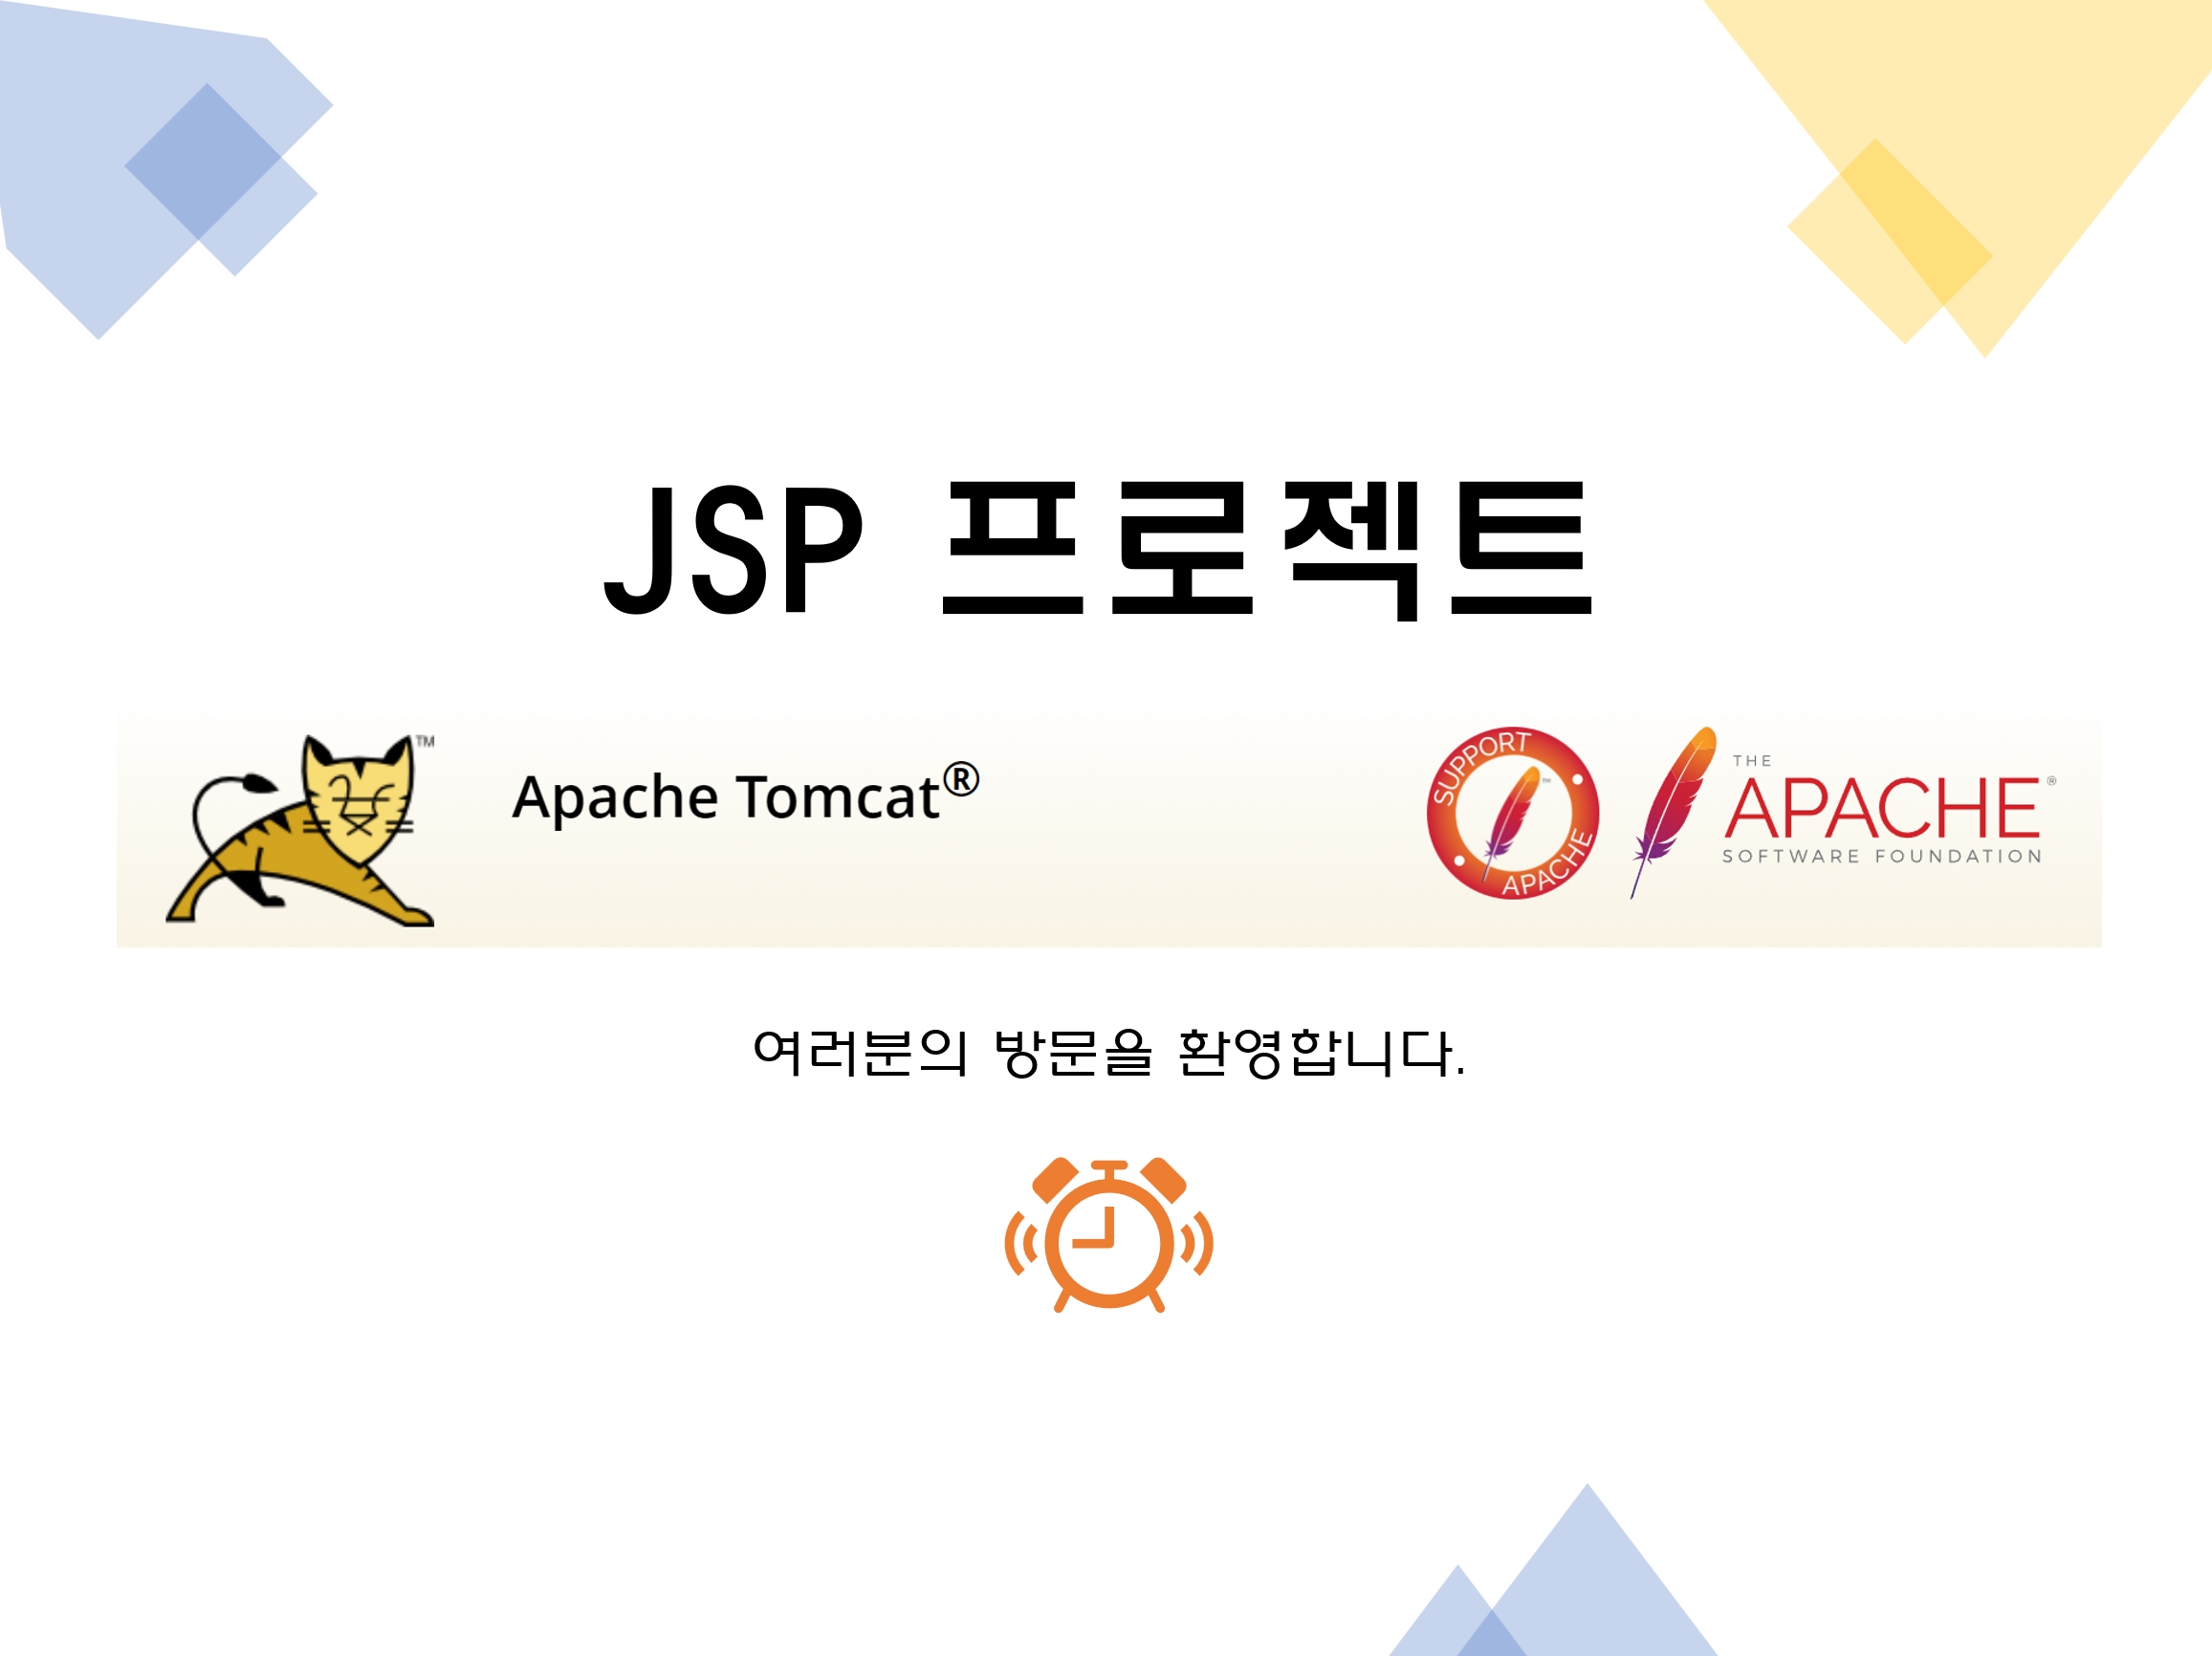 JSP 프로젝트
TM
Apache Tomcat®
SUPPORT
APACHE
TM
THE
APACHE®
SOFTWARE FOUNDATION
여러분의 방문을 환영합니다.